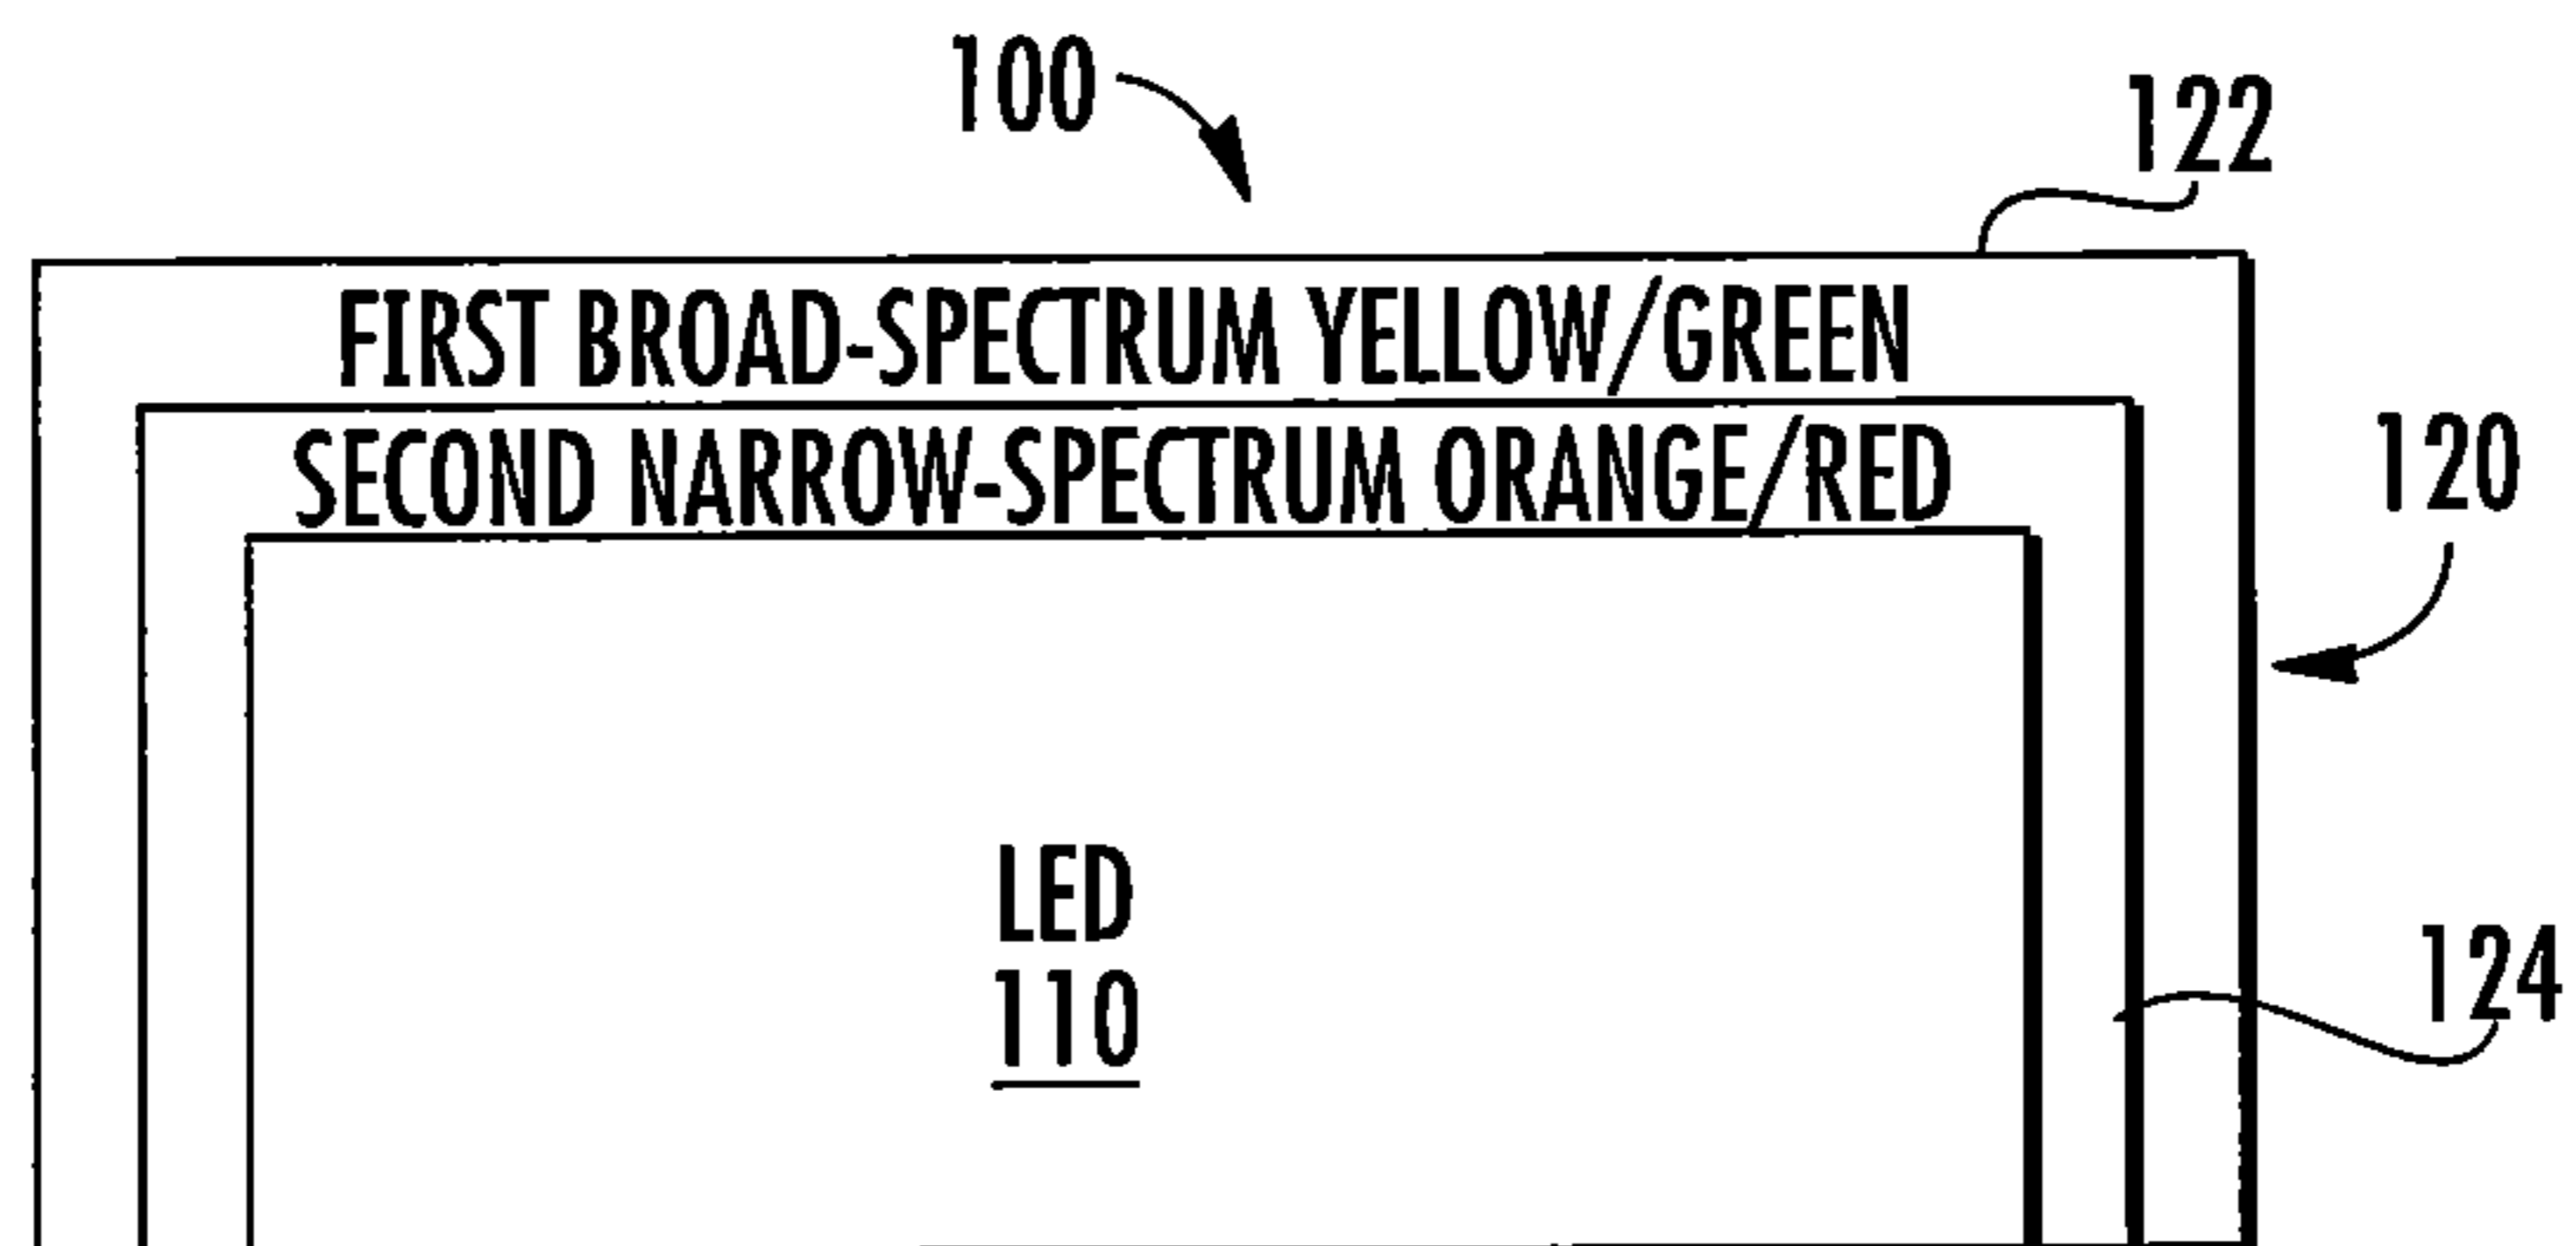 100
122
FIRST BROAD-SPECTRUM YELLOW/GREEN
SECOND NARROW-SPECTRUM ORANGE/RED
120
LED
110
124